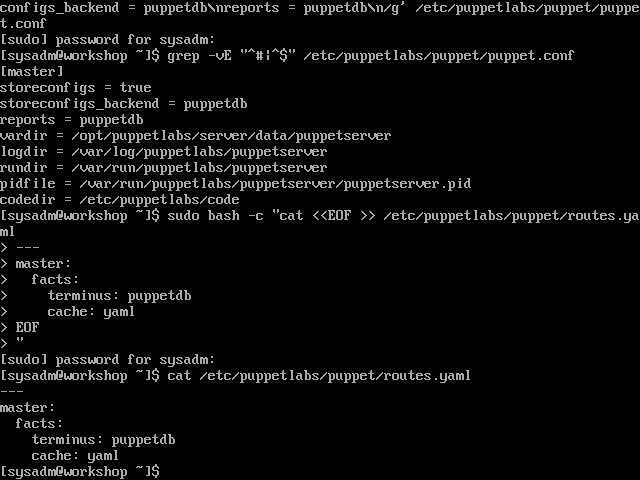 configs_backend = puppetdb\nreports = puppetdb\n/g' /etc/puppetlabs/puppet/puppe
t.conf
[sudo] password for sysadm:
[sysadm@workshop ~]$ grep -vE "^#|^$" /etc/puppetlabs/puppet/puppet.conf
[master]
storeconfigs = true
storeconfigs_backend = puppetdb
reports = puppetdb
vardir = /opt/puppetlabs/server/data/puppetserver
logdir = /var/log/puppetlabs/puppetserver
rundir = /var/run/puppetlabs/puppetserver
pidfile = /var/run/puppetlabs/puppetserver/puppetserver.pid
codedir = /etc/puppetlabs/code
[sysadm@workshop ~]$ sudo bash -c "cat <<EOF >> /etc/puppetlabs/puppet/routes.ya
ml
> ---
> master:
>   facts:
>     terminus: puppetdb
>     cache: yaml
> EOF
> "
[sudo] password for sysadm:
[sysadm@workshop ~]$ cat /etc/puppetlabs/puppet/routes.yaml
---
master:
  facts:
    terminus: puppetdb
    cache: yaml
[sysadm@workshop ~]$